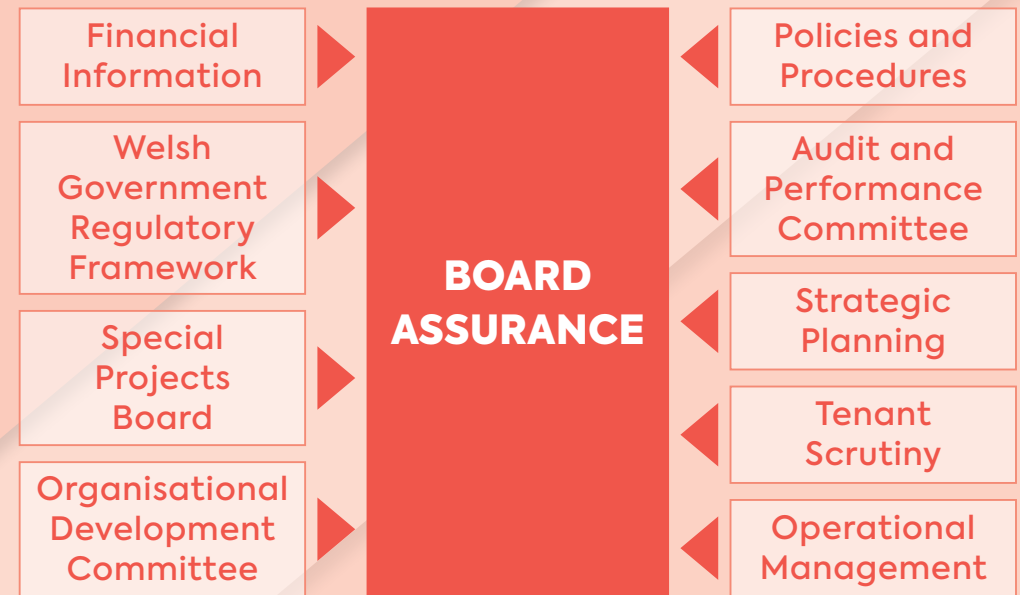 Financial
Information
Welsh
Government
Regulatory
Framework
Special
Projects
Board
Organisational
Development
Committee
BOARD
ASSURANCE
Policies and
Procedures
Audit and
Performance
Committee
Strategic
Planning
Tenant
Scrutiny
Operational
Management